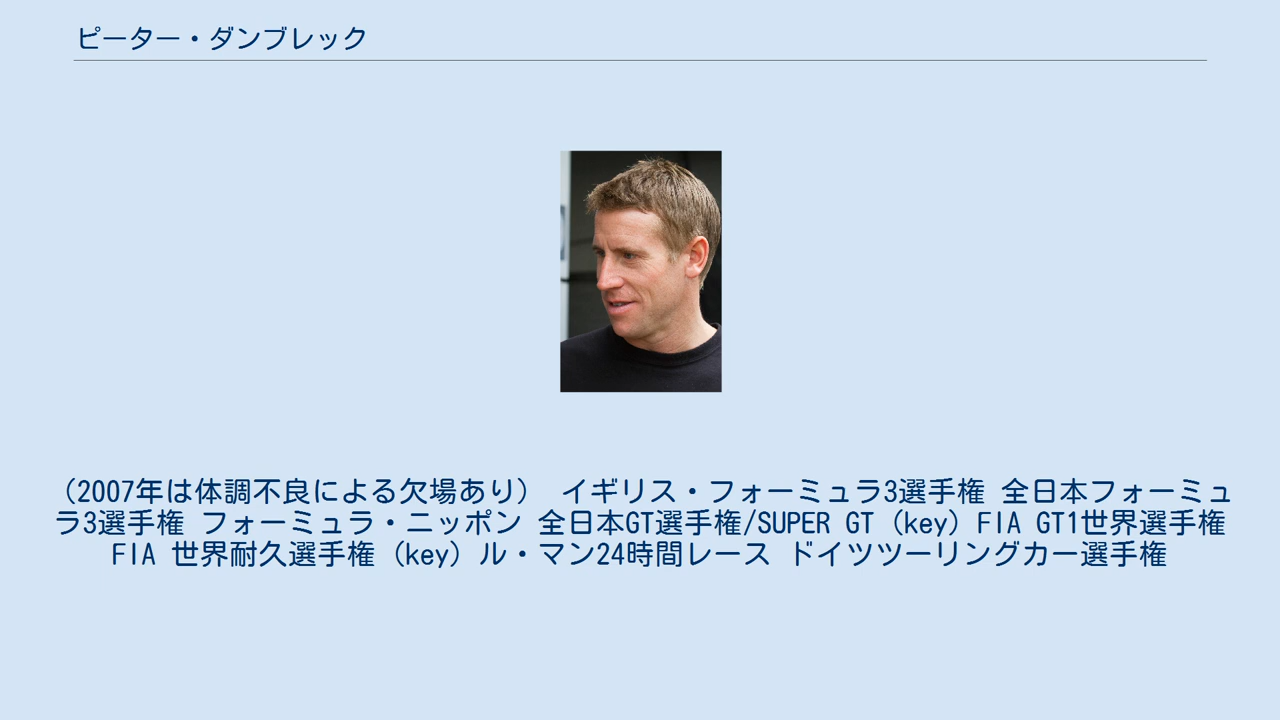 ピーター・ダンブレック
（2007年は体調不良による欠場あり） イギリス・フォーミュラ3選手権 全日本フォーミュ
ラ3選手権 フォーミュラ・ニッポン 全日本GT選手権/SUPER GT (key) FIA GT1世界選手権
FIA 世界耐久選手権 (key) ル・マン24時間レース ドイツツーリングカー選手権